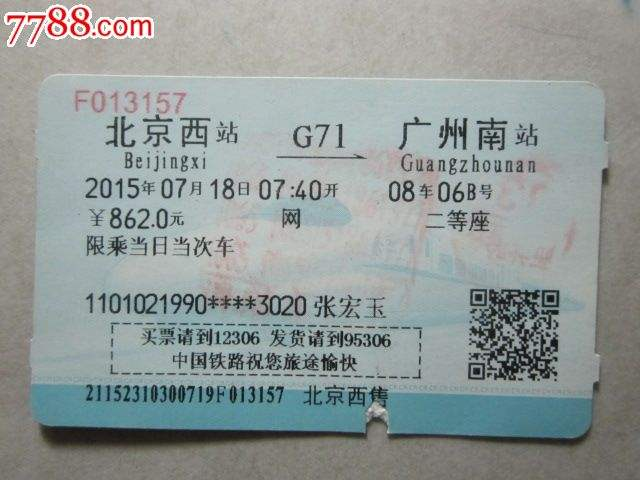 7788.com
F013157
北京西站 G71 广州南站
Beijingxi Guangzhounan
2015年07月18日07:40开 08车06B号
￥862.0元 网 二等座
限乘当日当次车
1101021990****3020 张宏玉
买票请到12306 发货请到95306
中国铁路祝您旅途愉快
21152310300719F013157 北京西售